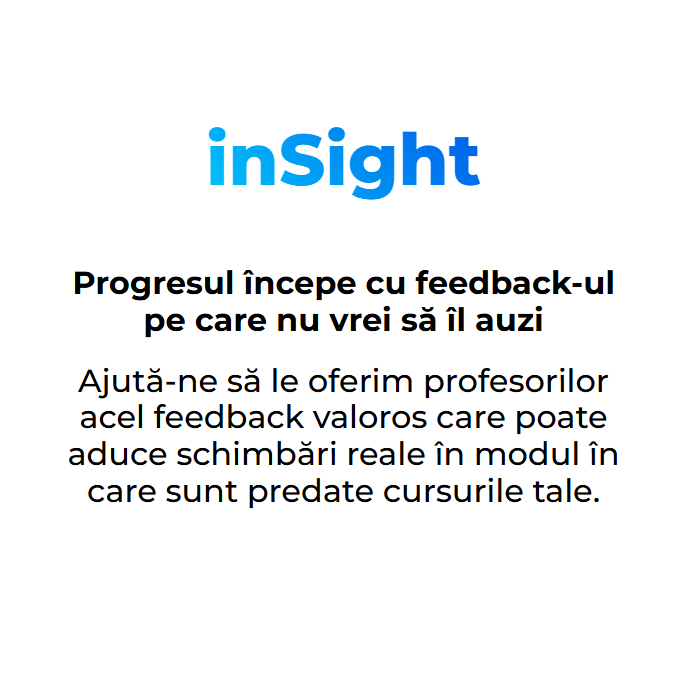 inSight
Progresul începe cu feedback-ul
pe care nu vrei să îl auzi
Ajută-ne să le oferim profesorilor
acel feedback valoros care poate
aduce schimbări reale în modul în
care sunt predate cursurile tale.